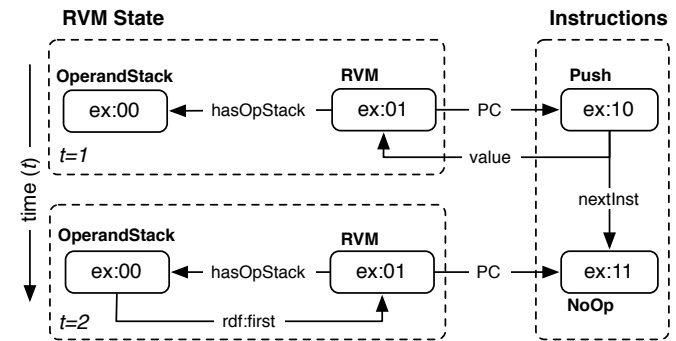 RVM State
Instructions
OperandStack
RVM
Push
ex:00
hasOpStack
ex:01
PC
ex:10
t=1
value
time (t)
nextInst
OperandStack
RVM
ex:00
hasOpStack
ex:01
PC
ex:11
NoOp
t=2
rdf:first